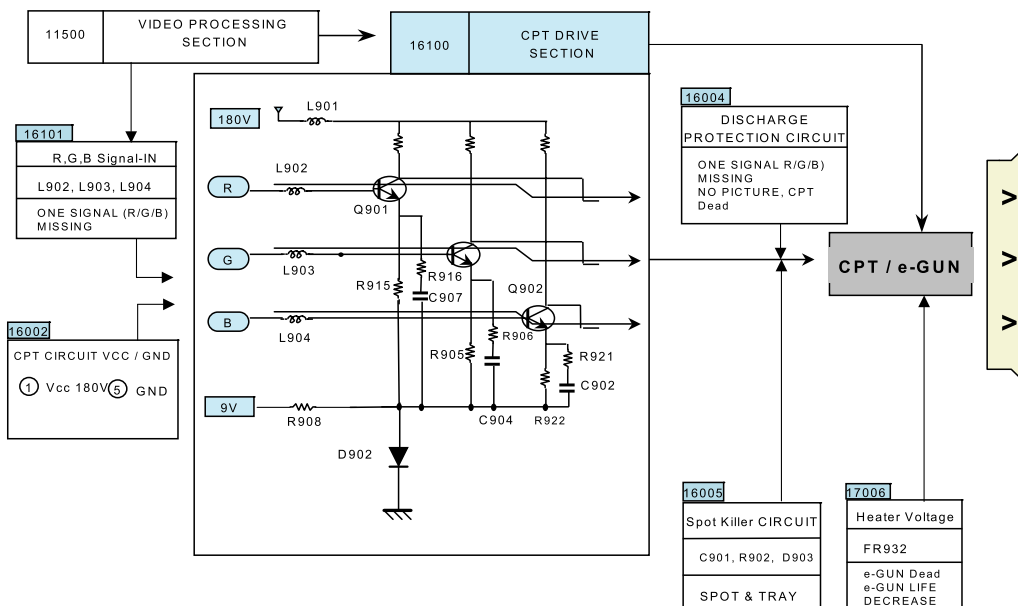 11500
VIDEO PROCESSING
SECTION
16100
CPT DRIVE
SECTION
16101
R,G,B Signal-IN
L902, L903, L904
ONE SIGNAL (R/G/B)
MISSING
16002
CPT CIRCUIT VCC / GND
1 Vcc 180V 5 GND
180V
L901
R
L902
Q901
G
L903
R916
R915
C907
Q902
B
L904
R906
R905
R921
C902
9V
R908
C904
R922
D902
16004
DISCHARGE
PROTECTION CIRCUIT
ONE SIGNAL R/G/B)
MISSING
NO PICTURE, CPT
Dead
CPT / e-GUN
>
>
>
16005
Spot Killer CIRCUIT
C901, R902, D903
SPOT & TRAY
17006
Heater Voltage
FR932
e-GUN Dead
e-GUN LIFE
DECREASE